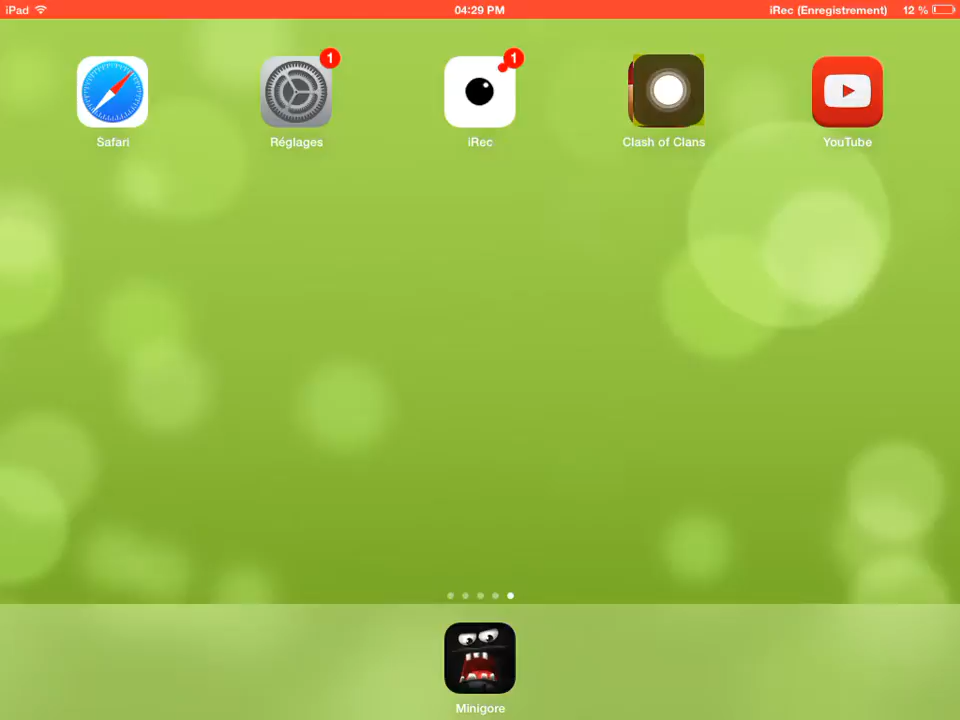 iPad 04:29 PM iRec (Enregistrement) 12 %
1 1
Safari Réglages iRec Clash of Clans YouTube
Minigore